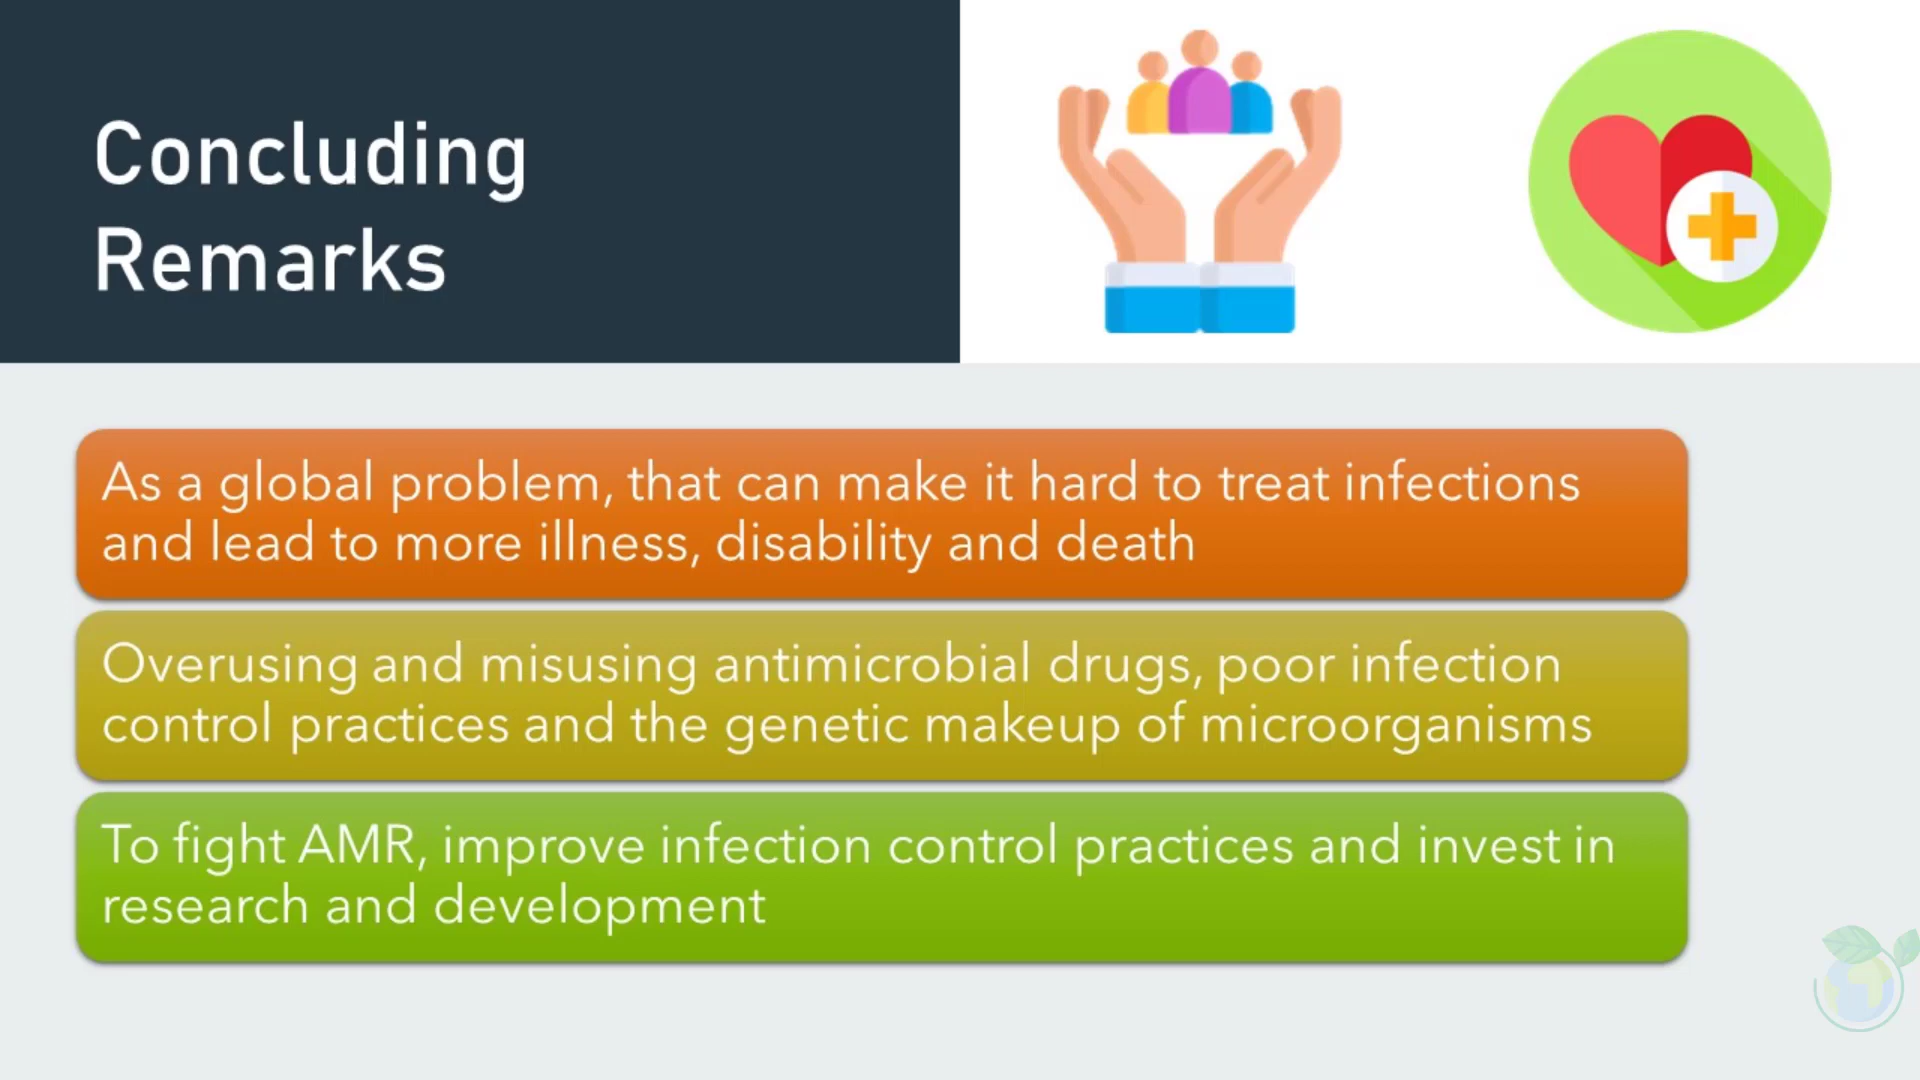 Concluding
Remarks
As a global problem, that can make it hard to treat infections
and lead to more illness, disability and death
Overusing and misusing antimicrobial drugs, poor infection
control practices and the genetic makeup of microorganisms
To fight AMR, improve infection control practices and invest in
research and development